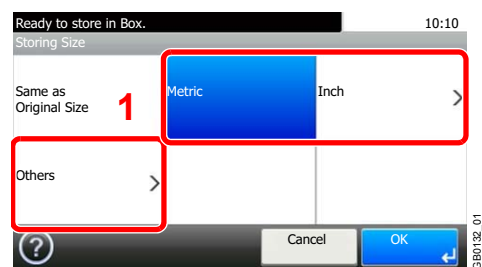 Ready to store in Box.
10:10
Storing Size
Same as
Original Size
1
Metric
Inch
Others
?
Cancel
OK
GB0132_01